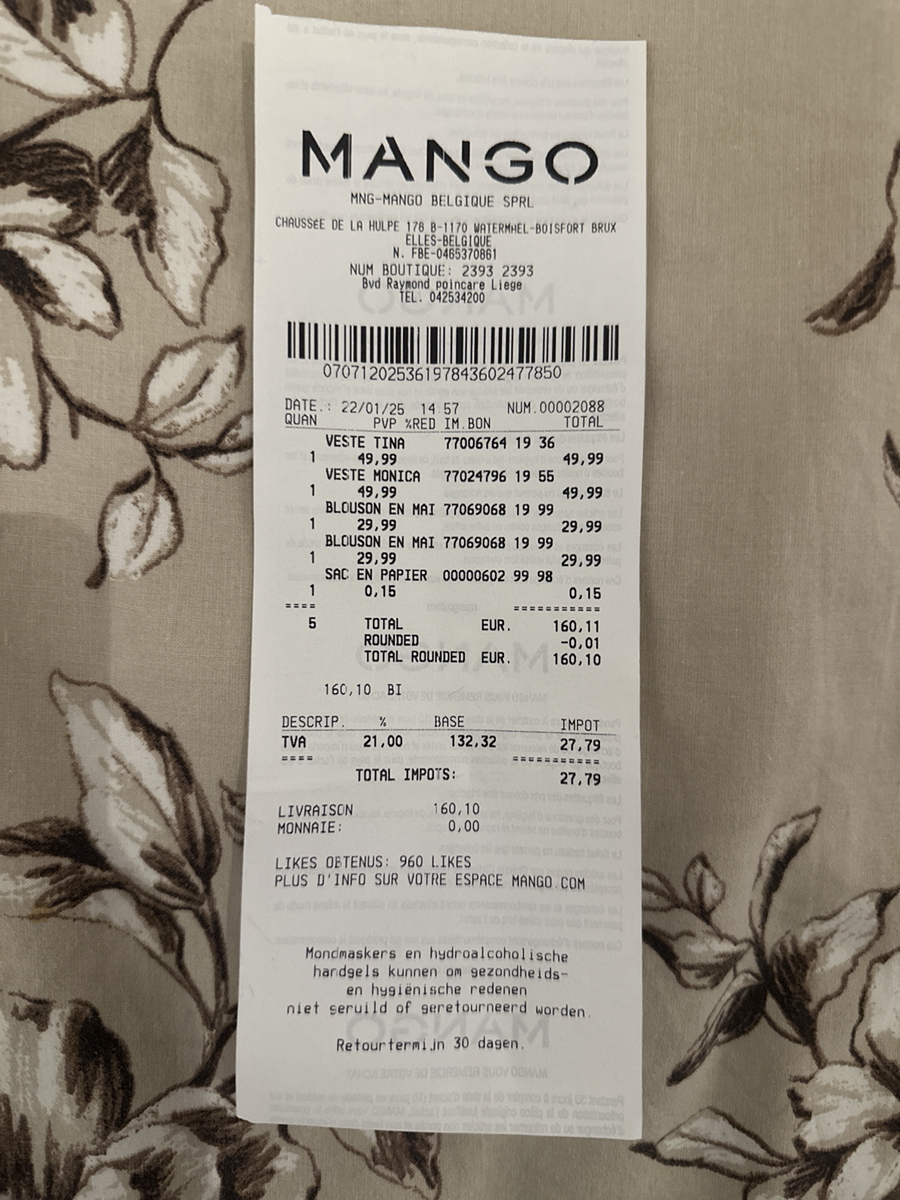 MANGO
MNG-MANGO BELGIQUE SPRL
CHAUSSéE DE LA HULPE 178 B-1170 WATERMAEL-BOISFORT BRUX
ELLES-BELGIQUE
N. FBE-0465370861
NUM BOUTIQUE: 2393 2393
Bvd Raymond poincare Liege
TEL. 042534200
07071202536197843602477850
DATE.: 22/01/25 14 57 NUM.00002088
QUAN PVP %RED IM.BON TOTAL
VESTE TINA 77006764 19 36
1 49,99 49,99
VESTE MONICA 77024796 19 55
1 49,99 49,99
BLOUSON EN MAI 77069068 19 99
1 29,99 29,99
BLOUSON EN MAI 77069068 19 99
1 29,99 29,99
SAC EN PAPIER 00000602 99 98
1 0,15 0,15
==== ===========
5 TOTAL EUR. 160,11
ROUNDED -0,01
TOTAL ROUNDED EUR. 160,10
160,10 BI
DESCRIP. % BASE IMPOT
TVA 21,00 132,32 27,79
==== ===========
TOTAL IMPOTS: 27,79
LIVRAISON 160,10
MONNAIE: 0,00
LIKES OBTENUS: 960 LIKES
PLUS D'INFO SUR VOTRE ESPACE MANGO.COM
Mondmaskers en hydroalcoholische
handgels kunnen om gezondheids-
en hygiënische redenen
niet geruild of geretourneerd worden.
Retourtermijn 30 dagen.